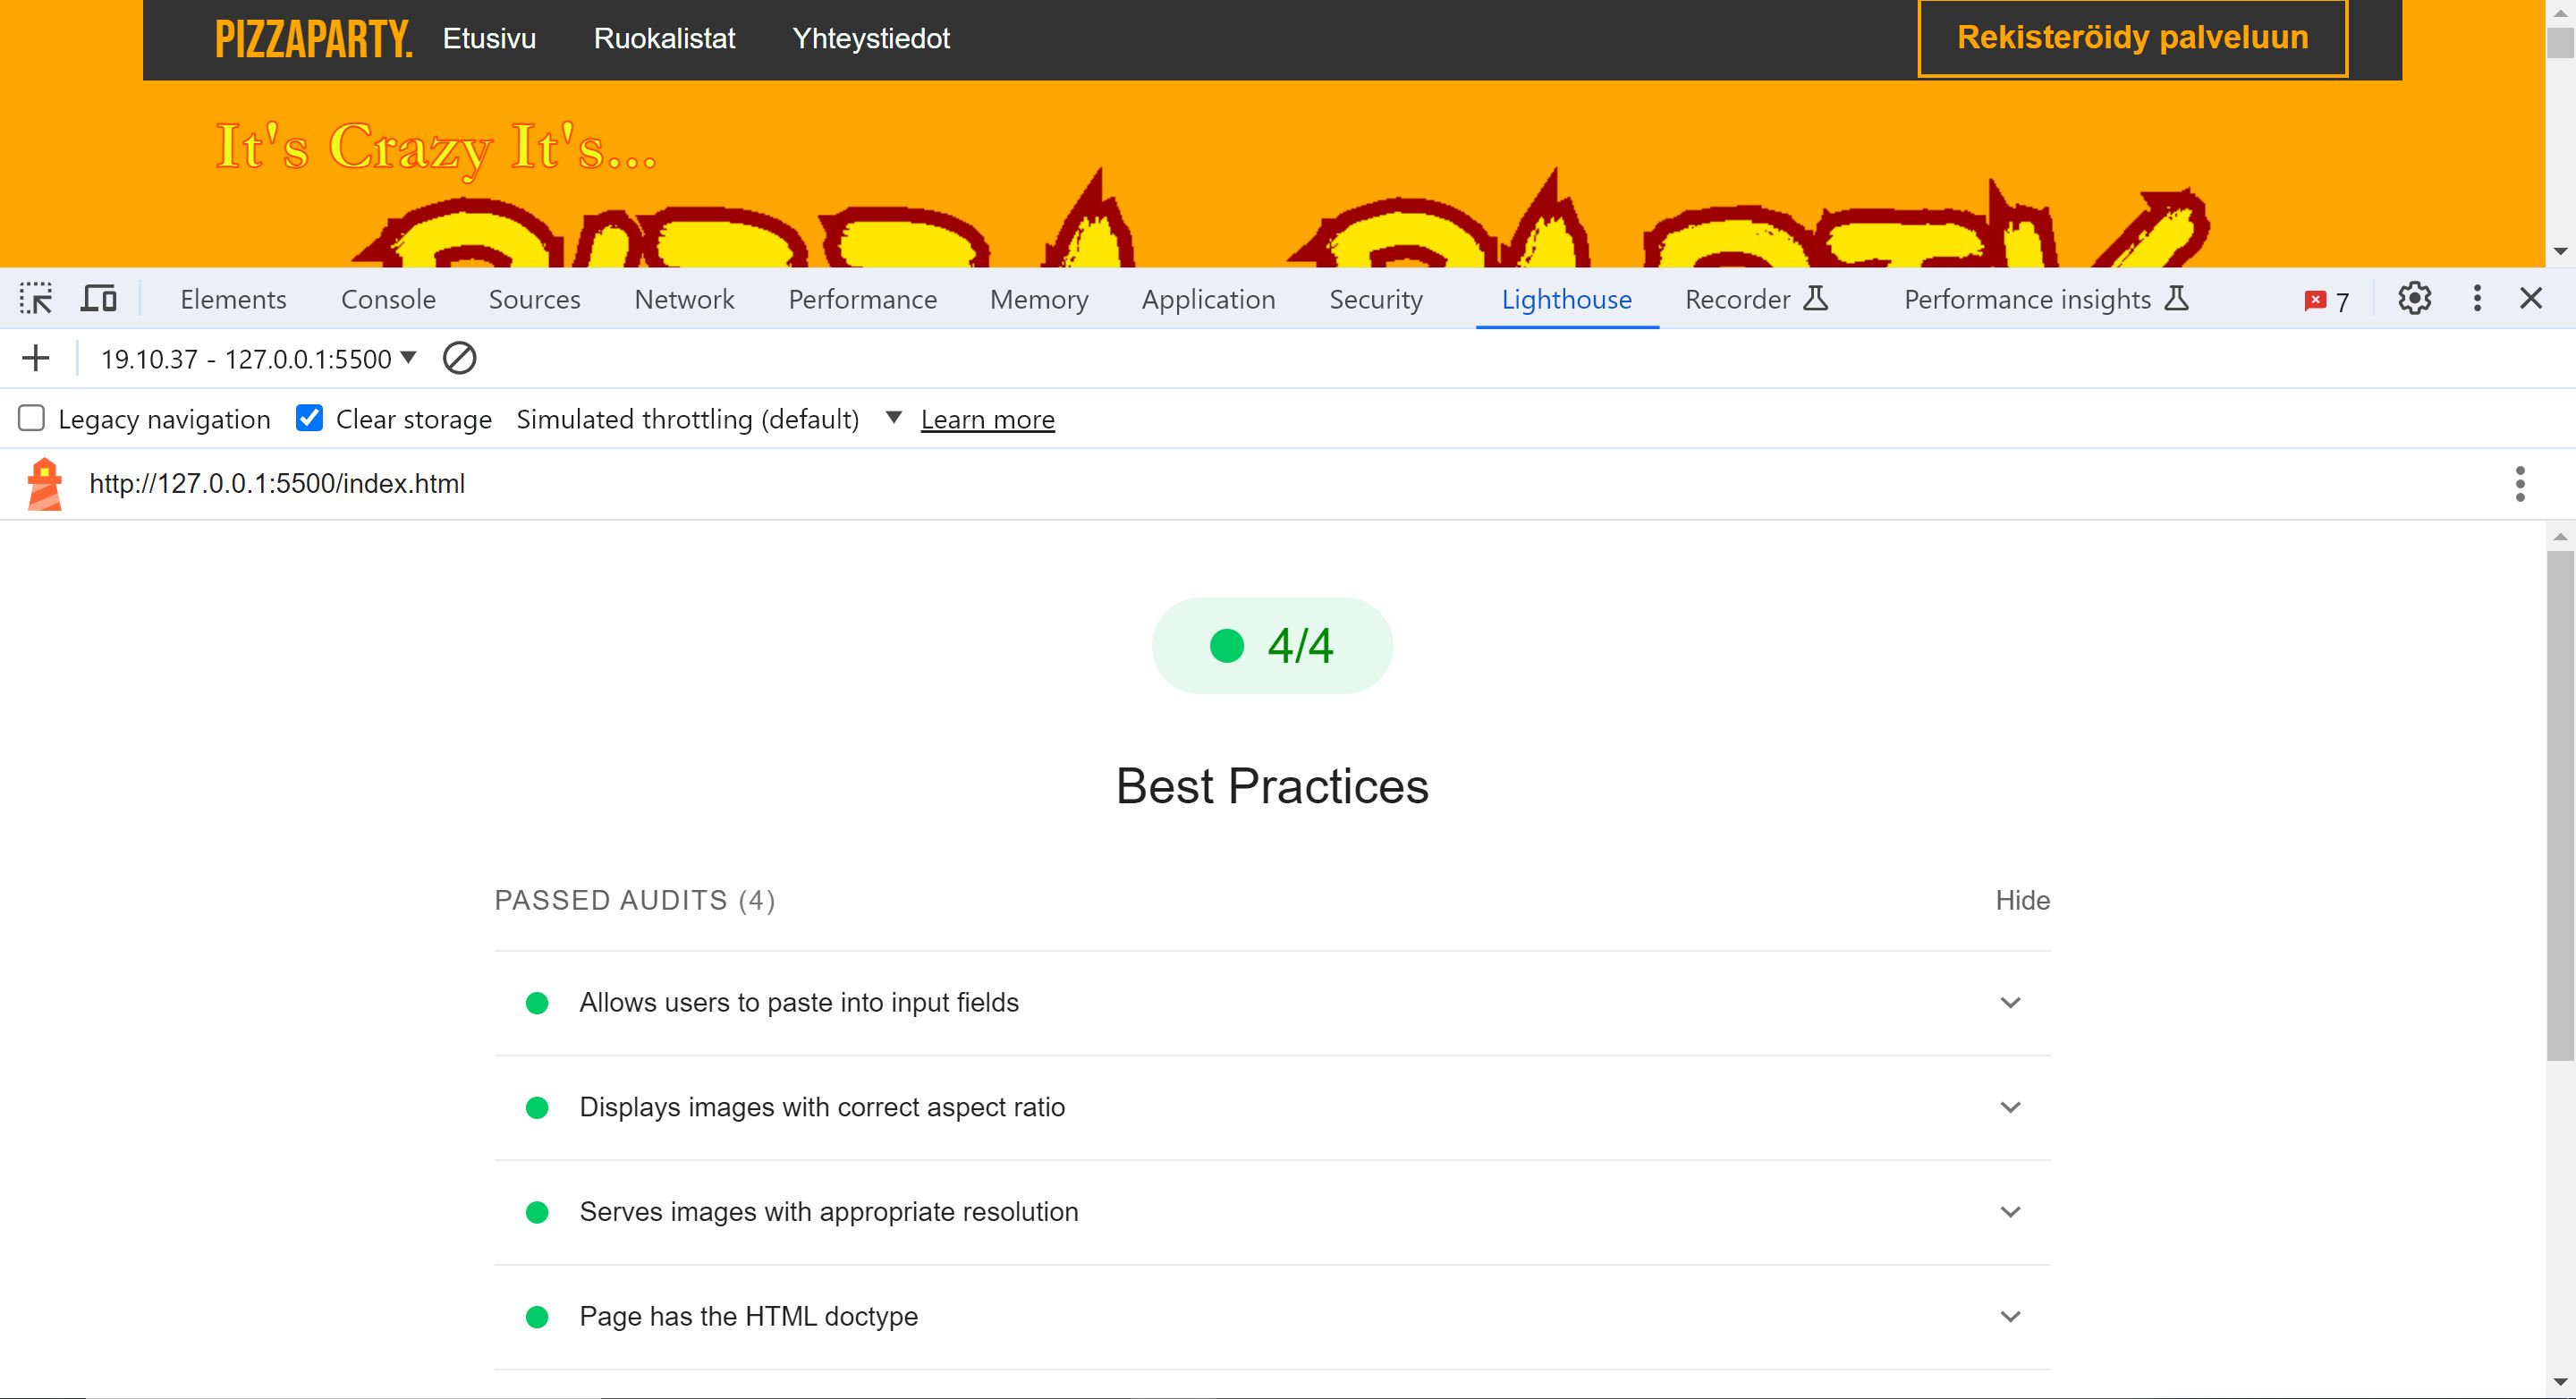 PIZZAPARTY. Etusivu Ruokalistat Yhteystiedot Rekisteröidy palveluun
It's Crazy It's...
Elements Console Sources Network Performance Memory Application Security Lighthouse Recorder Performance insights 7
19.10.37 - 127.0.0.1:5500
Legacy navigation Clear storage Simulated throttling (default) Learn more
http://127.0.0.1:5500/index.html
4/4
Best Practices
PASSED AUDITS (4) Hide
Allows users to paste into input fields
Displays images with correct aspect ratio
Serves images with appropriate resolution
Page has the HTML doctype